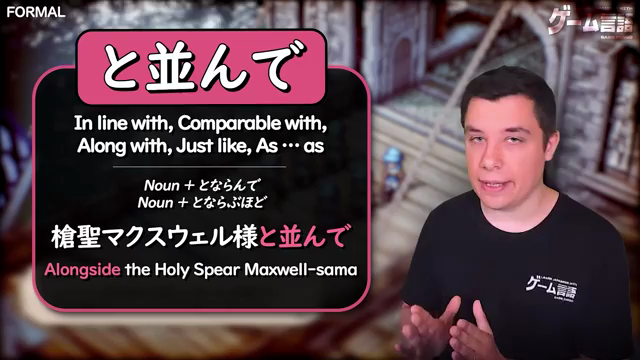 FORMAL
ゲーム言語
と並んで
In line with, Comparable with,
Along with, Just like, As … as
Noun + とならんで
Noun + とならぶほど
槍聖マクスウェル様と並んで
Alongside the Holy Spear Maxwell-sama
ゲーム言語